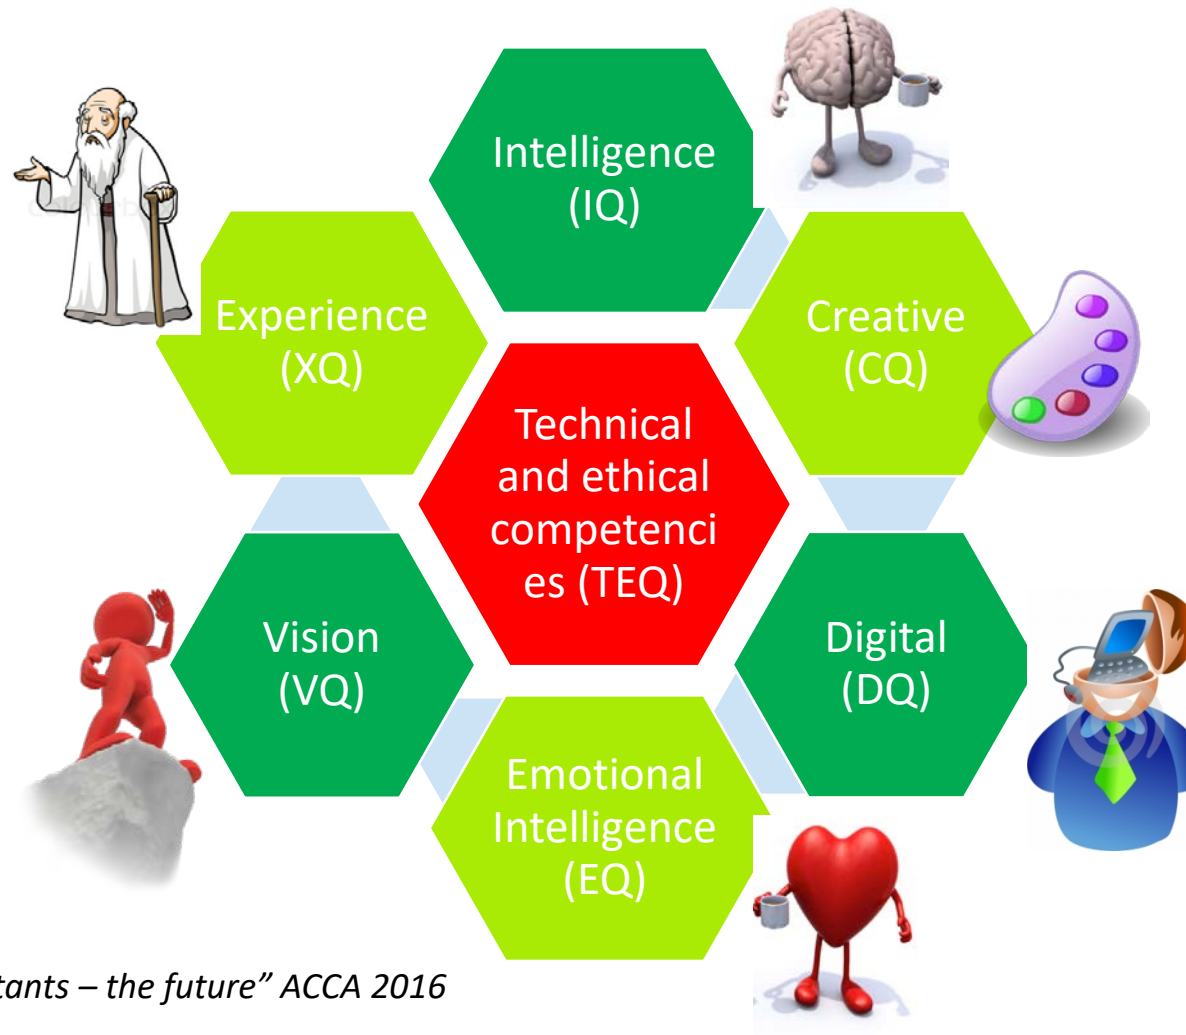 Intelligence
(IQ)
Experience
(XQ)
Creative
(CQ)
Technical
and ethical
competenci
es (TEQ)
Vision
(VQ)
Digital
(DQ)
Emotional
Intelligence
(EQ)
tants – the future” ACCA 2016